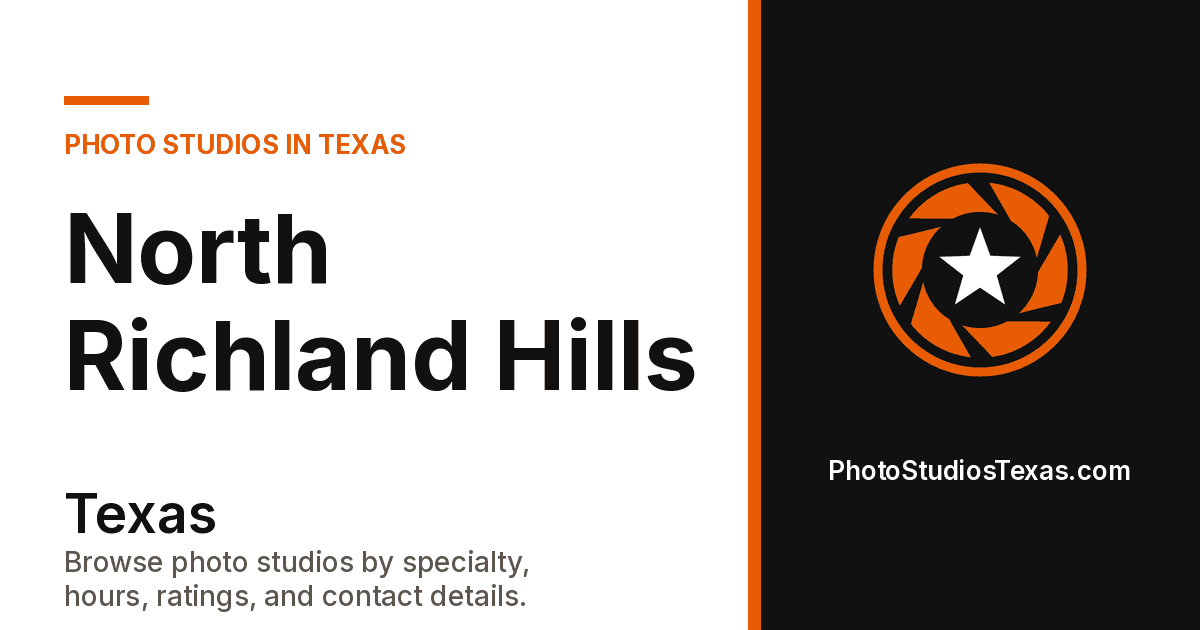 PHOTO STUDIOS IN TEXAS
North
Richland Hills
Texas
Browse photo studios by specialty,
hours, ratings, and contact details.
PhotoStudiosTexas.com